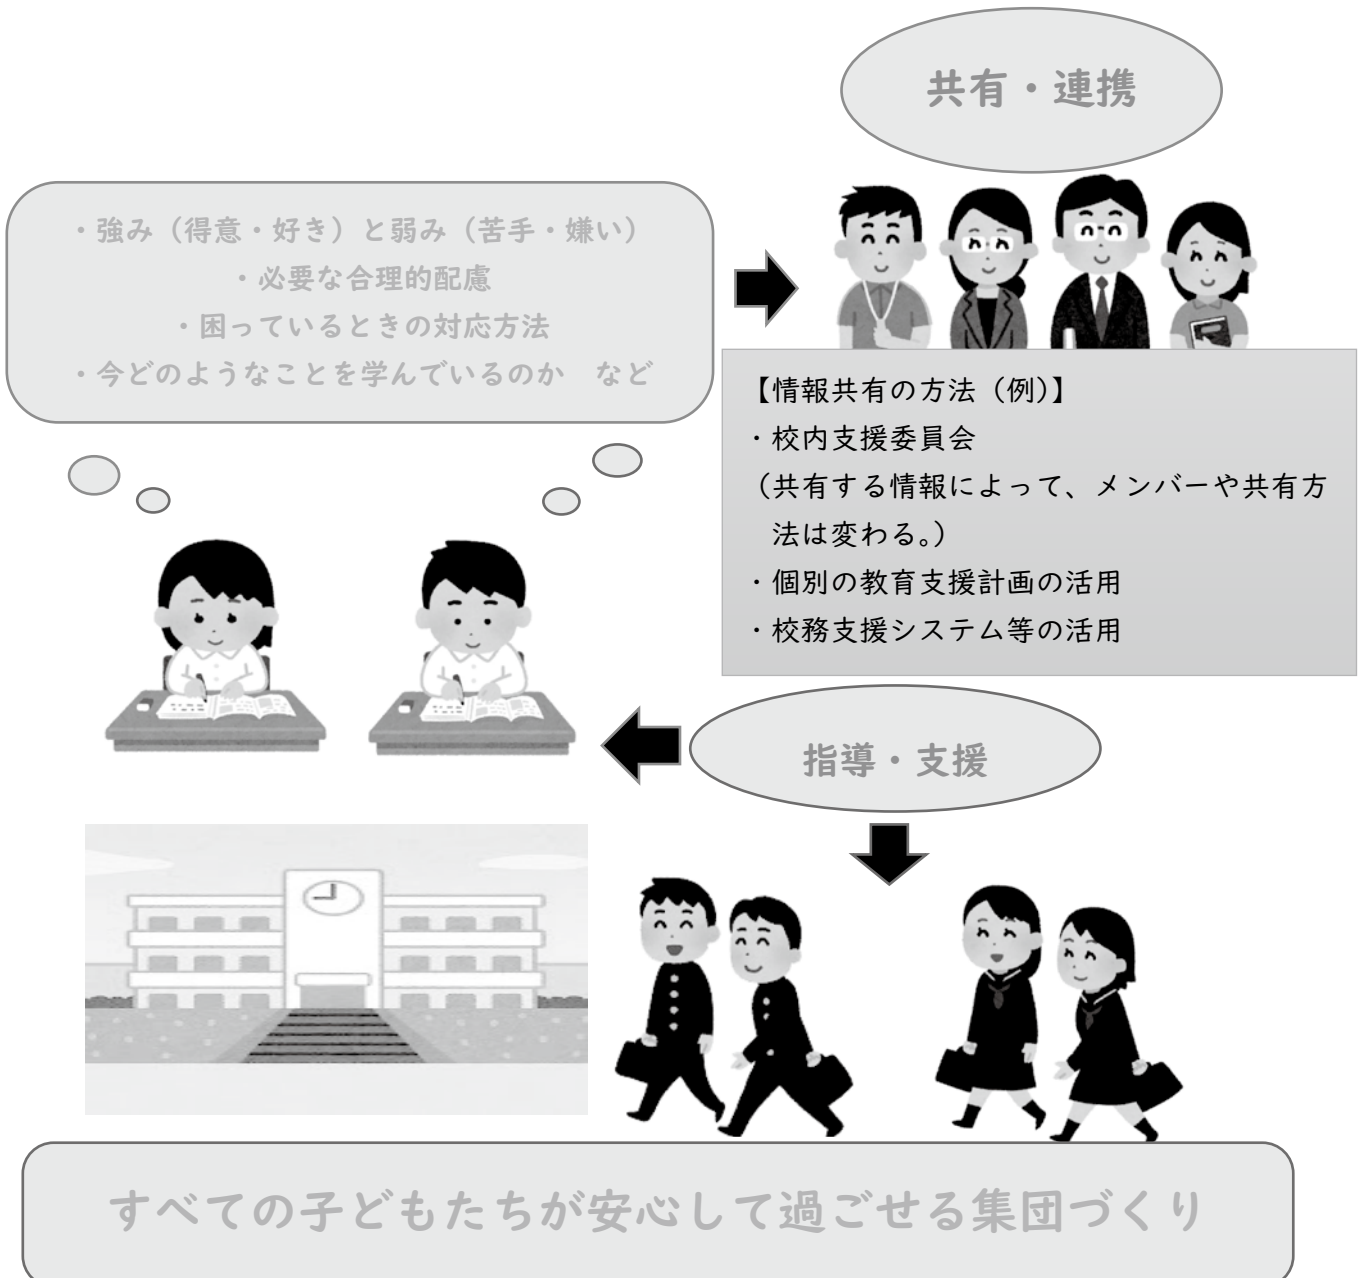 共有・連携
・強み（得意・好き）と弱み（苦手・嫌い）
・必要な合理的配慮
・困っているときの対応方法
・今どのようなことを学んでいるのか　など
【情報共有の方法（例）】
・校内支援委員会
（共有する情報によって、メンバーや共有方
法は変わる。）
・個別の教育支援計画の活用
・校務支援システム等の活用
指導・支援
すべての子どもたちが安心して過ごせる集団づくり